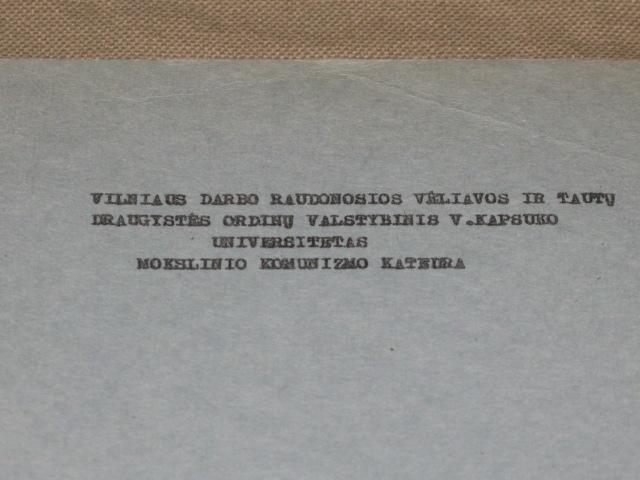 VILNIAUS DARBO RAUDONOSIOS VĖLIAVOS IR TAUTŲ
DRAUGYSTĖS ORDINŲ VALSTYBINIS V.KAPSUKO
UNIVERSITETAS
MOKSLINIO KOMUNIZMO KATEDRA